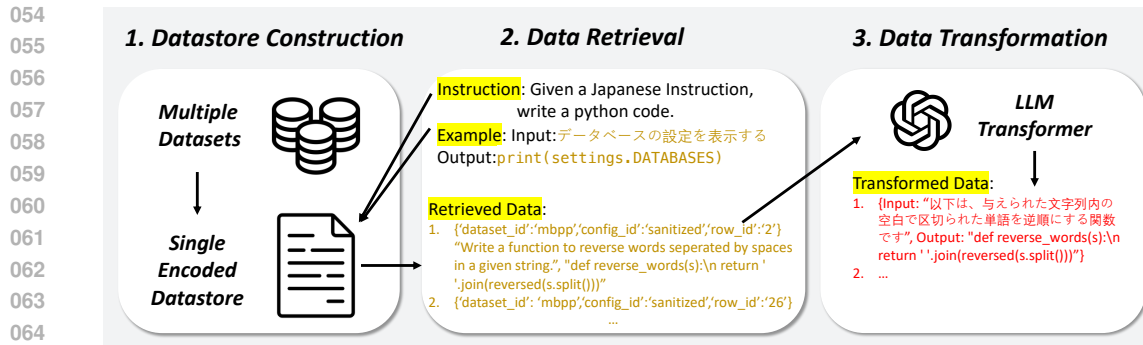 054
055
056
057
058
059
060
061
062
063
064
1. Datastore Construction
Multiple
Datasets
Single
Encoded
Datastore
2. Data Retrieval
Instruction: Given a Japanese Instruction,
write a python code.
Example: Input:データベースの設定を表示する
Output:print(settings.DATABASES)
Retrieved Data:
1. {'dataset_id':'mbpp','config_id':'sanitized','row_id':'2'}
“Write a function to reverse words seperated by spaces
in a given string.”, "def reverse_words(s):\n return '
'.join(reversed(s.split()))”
2. {'dataset_id': 'mbpp','config_id':'sanitized','row_id':'26'}
...
3. Data Transformation
LLM
Transformer
Transformed Data:
1. {Input: “以下は、与えられた文字列内の
空白で区切られた単語を逆順にする関数
です”, Output: "def reverse_words(s):\n
return ' '.join(reversed(s.split()))”}
2. ...